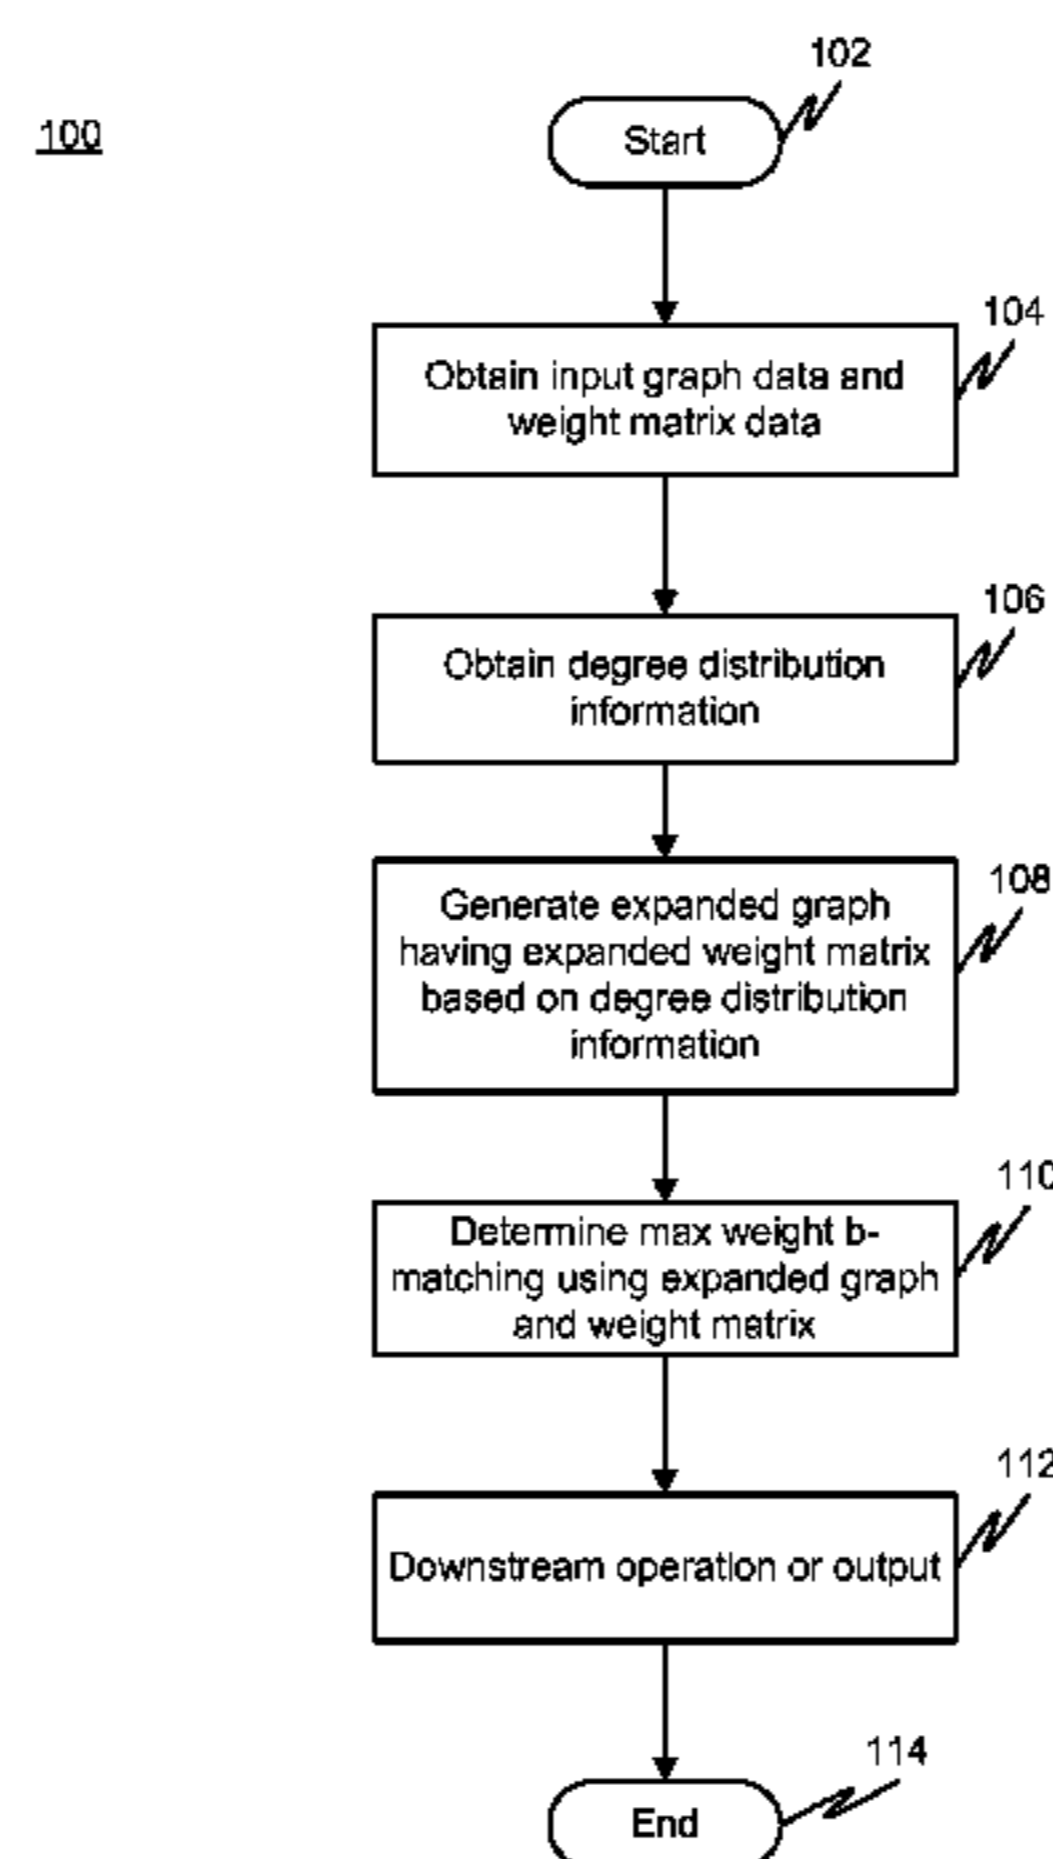 102
100
Start
104
Obtain input graph data and
weight matrix data
106
Obtain degree distribution
information
108
Generate expanded graph
having expanded weight matrix
based on degree distribution
information
110
Determine max weight b-
matching using expanded graph
and weight matrix
112
Downstream operation or output
114
End